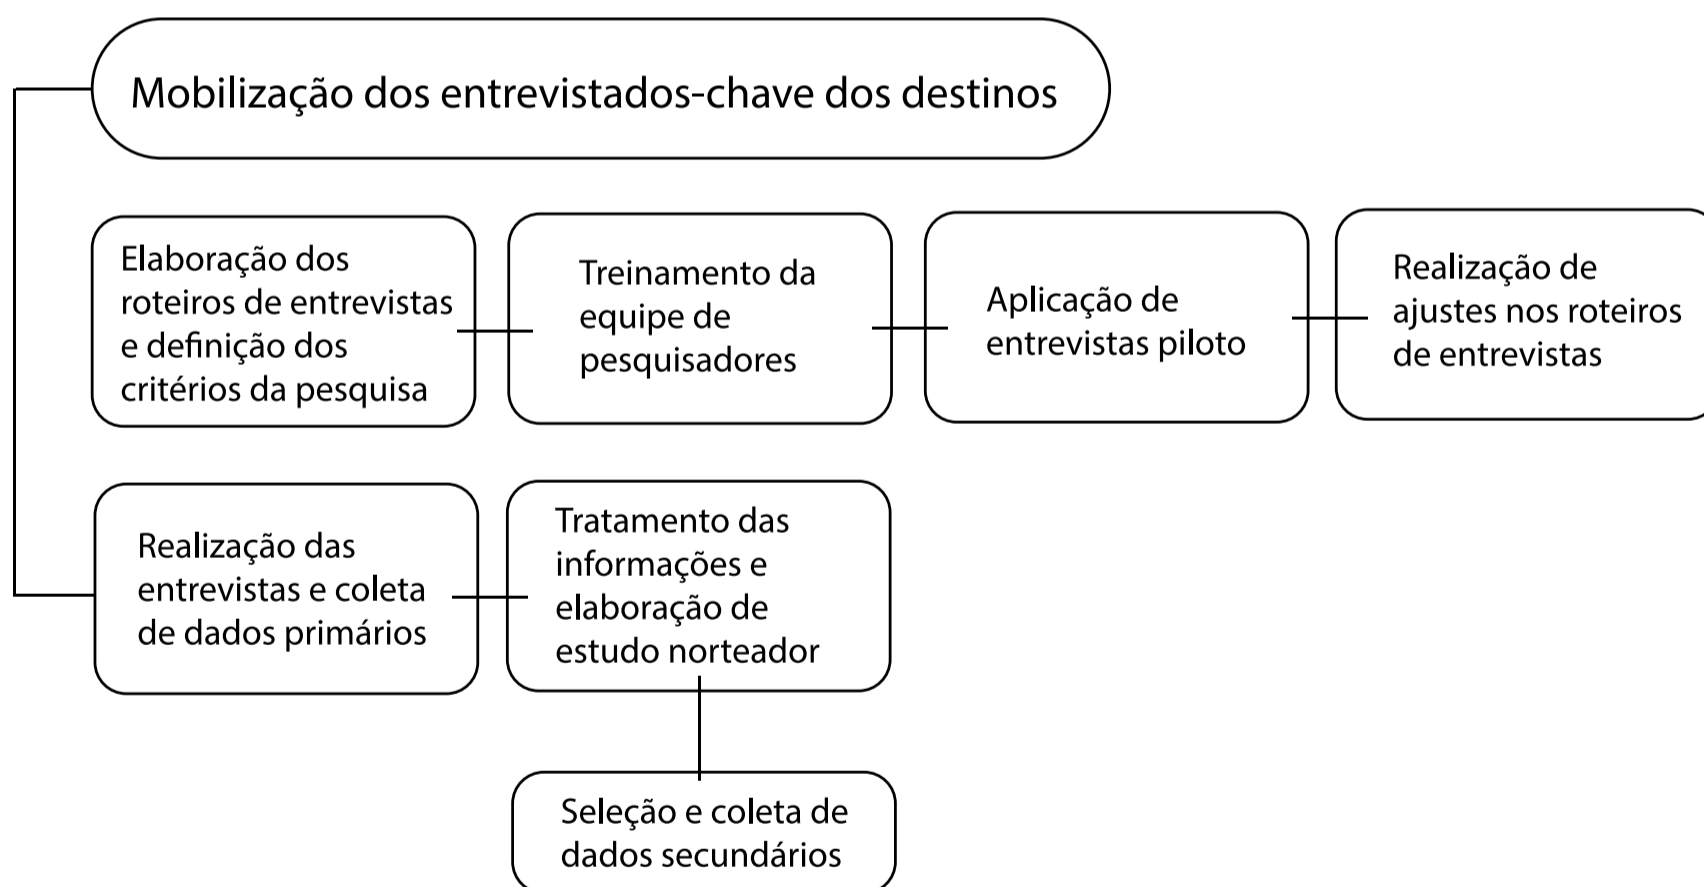 Mobilização dos entrevistados-chave dos destinos
Elaboração dos
roteiros de entrevistas
e definição dos
critérios da pesquisa
Treinamento da
equipe de
pesquisadores
Aplicação de
entrevistas piloto
Realização de
ajustes nos roteiros
de entrevistas
Realização das
entrevistas e coleta
de dados primários
Tratamento das
informações e
elaboração de
estudo norteador
Seleção e coleta de
dados secundários